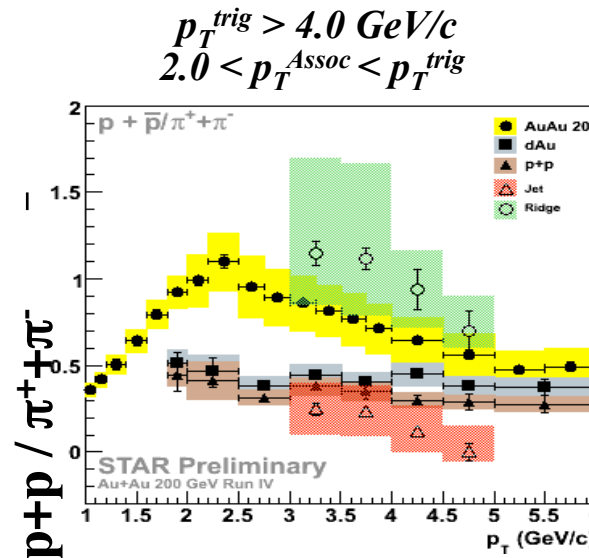 p_T^trig > 4.0 GeV/c
2.0 < p_T^Assoc < p_T^trig
p + p̄/π⁺+π⁻
AuAu 20
dAu
p+p
Jet
Ridge
2
1.5
1
0.5
0
p+p / π⁺+π⁻
STAR Preliminary
Au+Au 200 GeV Run IV
1 1.5 2 2.5 3 3.5 4 4.5 5 5.5 6
p_T (GeV/c)